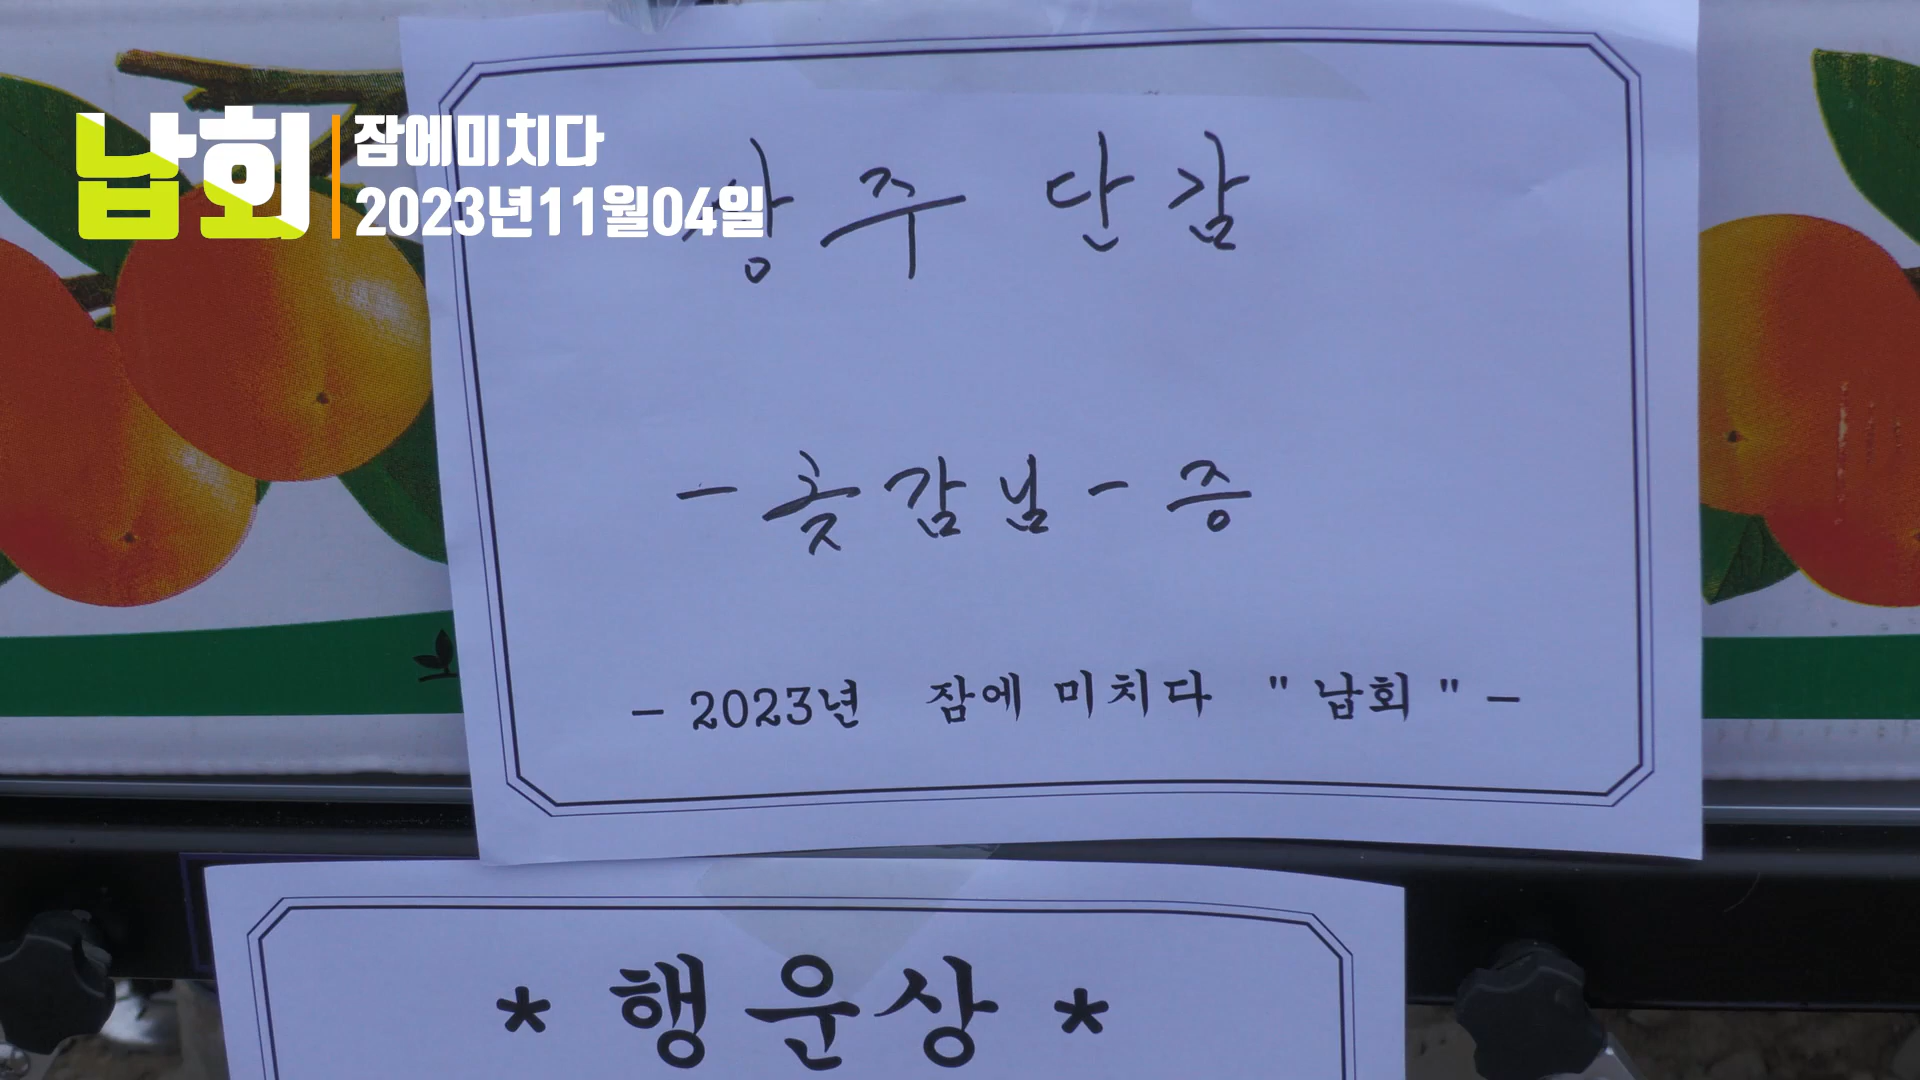 납회
잠에미치다
2023년11월04일
상주 단감
- 곶감님 - 증
- 2023년 잠에 미치다 " 납회 " -
* 행운상 *